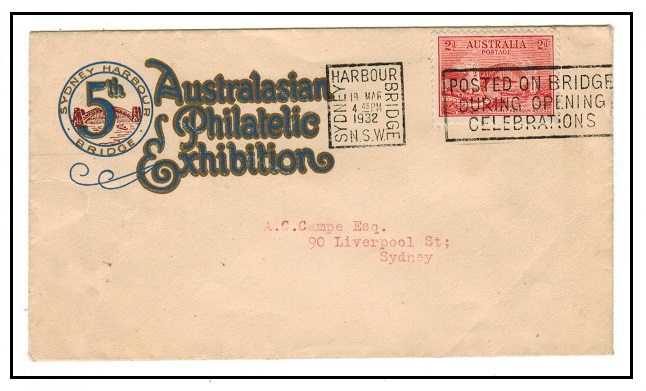 SYDNEY HARBOUR
5th
BRIDGE
Australasian
Philatelic
Exhibition
SYDNEY HARBOUR BRIDGE
19 MAR
4 PM
1932
N.S.W.
2d AUSTRALIA 2d
POSTAGE
POSTED ON BRIDGE
DURING OPENING
CELEBRATIONS
A.C.Campe Esq.
90 Liverpool St;
Sydney